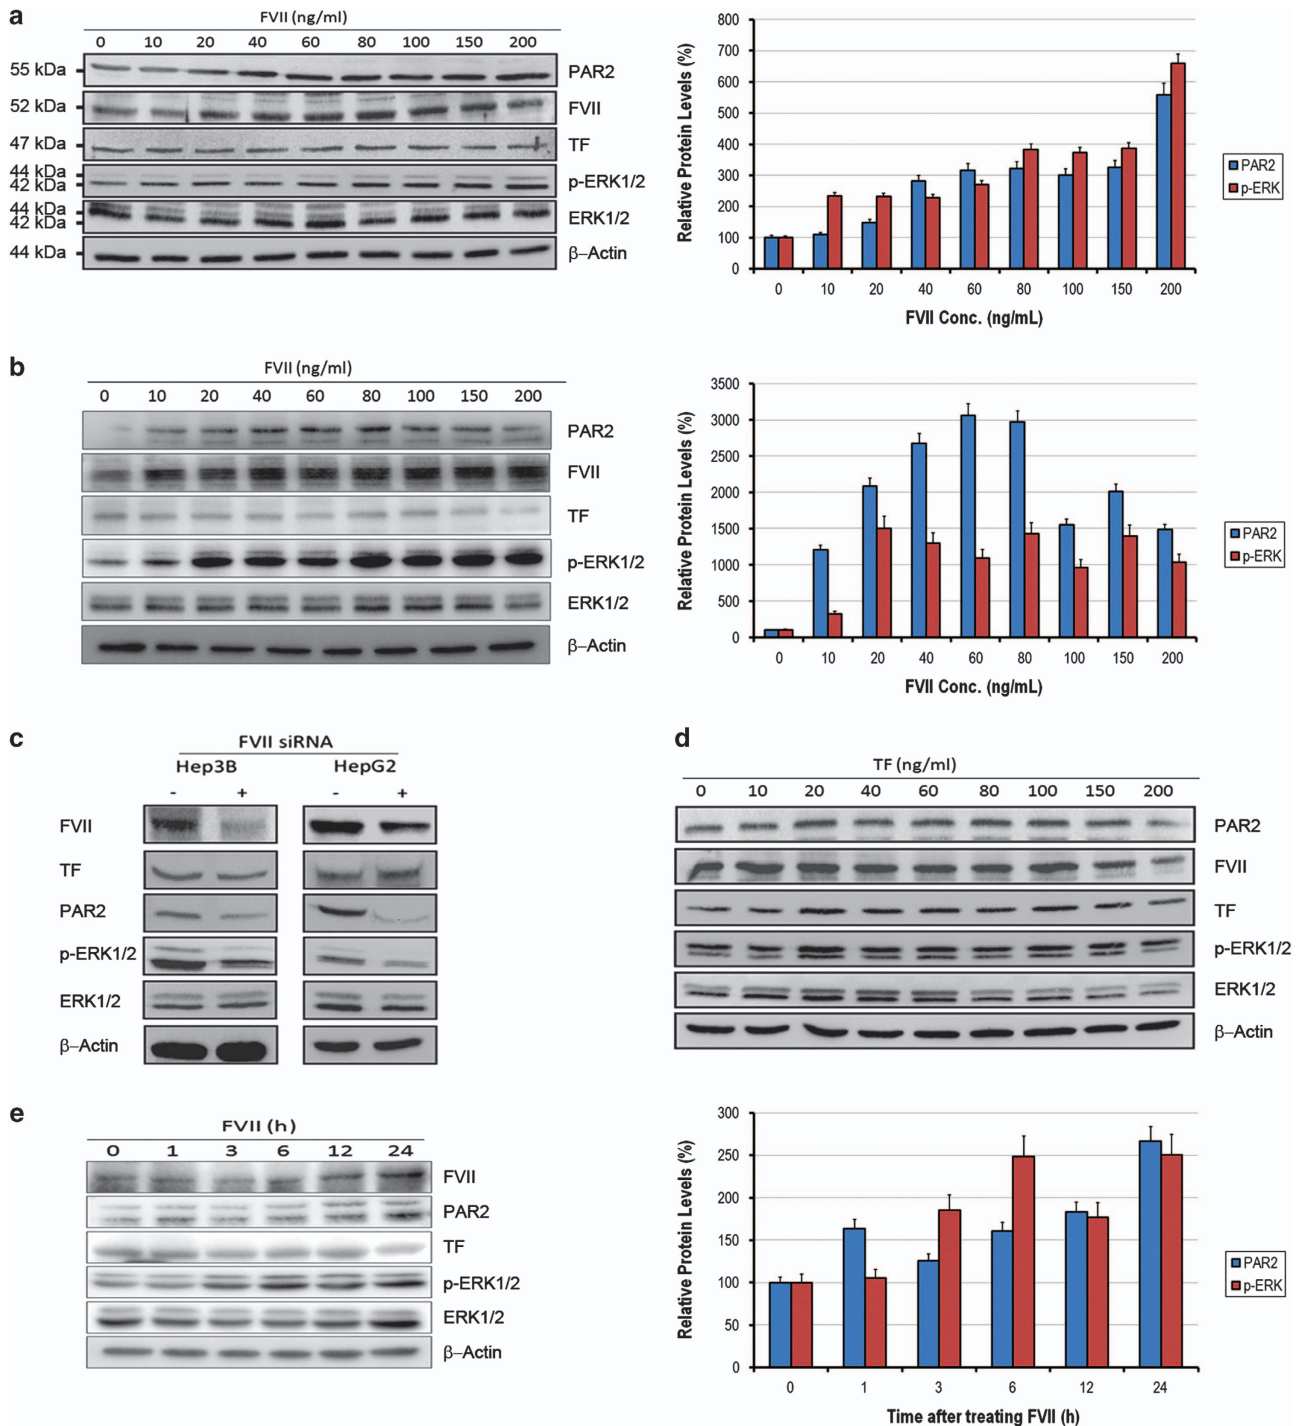 a
FVII (ng/ml)
0 10 20 40 60 80 100 150 200
55 kDa PAR2
52 kDa FVII
47 kDa TF
44 kDa
42 kDa p-ERK1/2
44 kDa
42 kDa ERK1/2
44 kDa β–Actin
Relative Protein Levels (%)
800
700
600
500
400
300
200
100
0
0 10 20 40 60 80 100 150 200
FVII Conc. (ng/mL)
PAR2
p-ERK
b
FVII (ng/ml)
0 10 20 40 60 80 100 150 200
PAR2
FVII
TF
p-ERK1/2
ERK1/2
β–Actin
Relative Protein Levels (%)
3500
3000
2500
2000
1500
1000
500
0
0 10 20 40 60 80 100 150 200
FVII Conc. (ng/mL)
PAR2
p-ERK
c
FVII siRNA
Hep3B HepG2
- + - +
FVII
TF
PAR2
p-ERK1/2
ERK1/2
β–Actin
d
TF (ng/ml)
0 10 20 40 60 80 100 150 200
PAR2
FVII
TF
p-ERK1/2
ERK1/2
β–Actin
e
FVII (h)
0 1 3 6 12 24
FVII
PAR2
TF
p-ERK1/2
ERK1/2
β–Actin
Relative Protein Levels (%)
300
250
200
150
100
50
0
0 1 3 6 12 24
Time after treating FVII (h)
PAR2
p-ERK